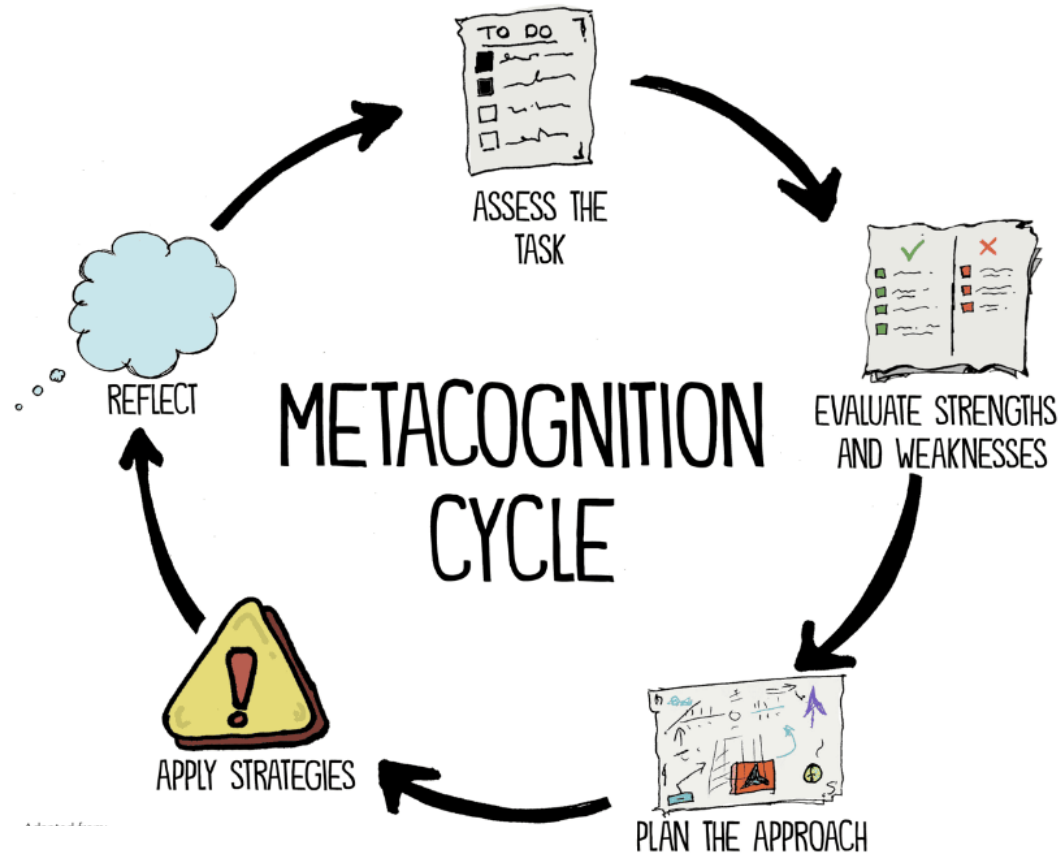 TO DO
ASSESS THE
TASK
EVALUATE STRENGTHS
AND WEAKNESSES
PLAN THE APPROACH
APPLY STRATEGIES
REFLECT
METACOGNITION
CYCLE